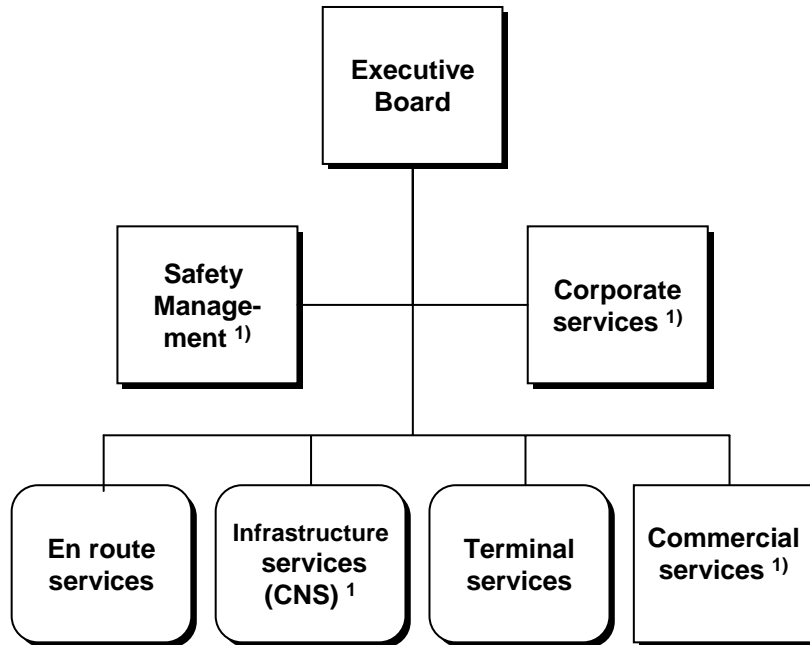 Executive
Board
Safety
Manage-
ment 1)
Corporate
services 1)
En route
services
Infrastructure
services
(CNS) 1
Terminal
services
Commercial
services 1)